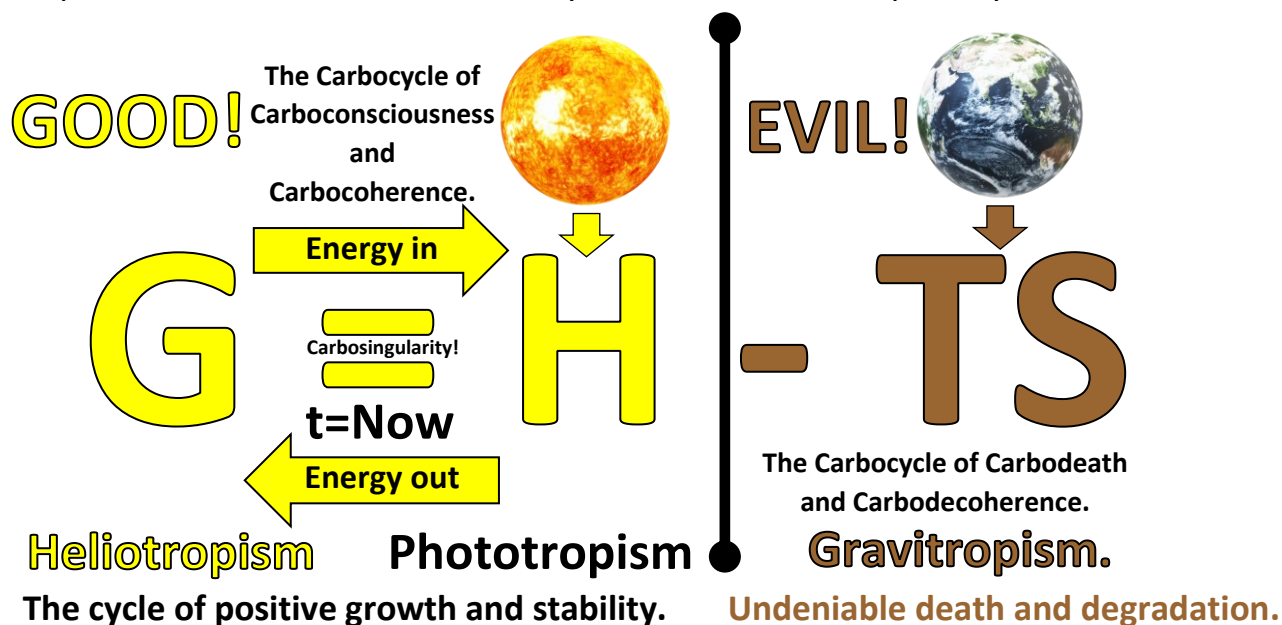 GOOD!
The Carbocycle of
Carboconsciousness
and
Carbocoherence.
EVIL!
Energy in
G = H - TS
Carbosingularity!
t=Now
Energy out
The Carbocycle of Carbodeath
and Carbodecoherence.
Heliotropism Phototropism Gravitropism.
The cycle of positive growth and stability. Undeniable death and degradation.